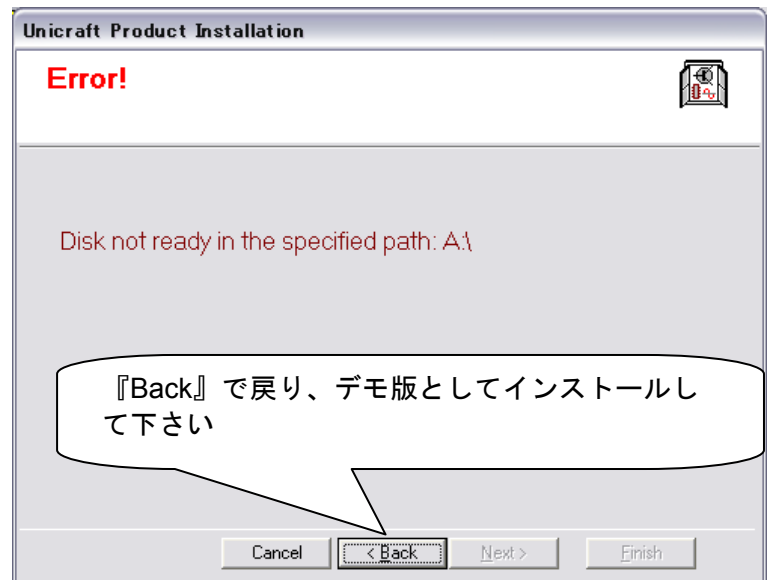 Unicraft Product Installation
Error!
Disk not ready in the specified path: A:\
『Back』で戻り、デモ版としてインストールし
て下さい
Cancel < Back Next > Finish